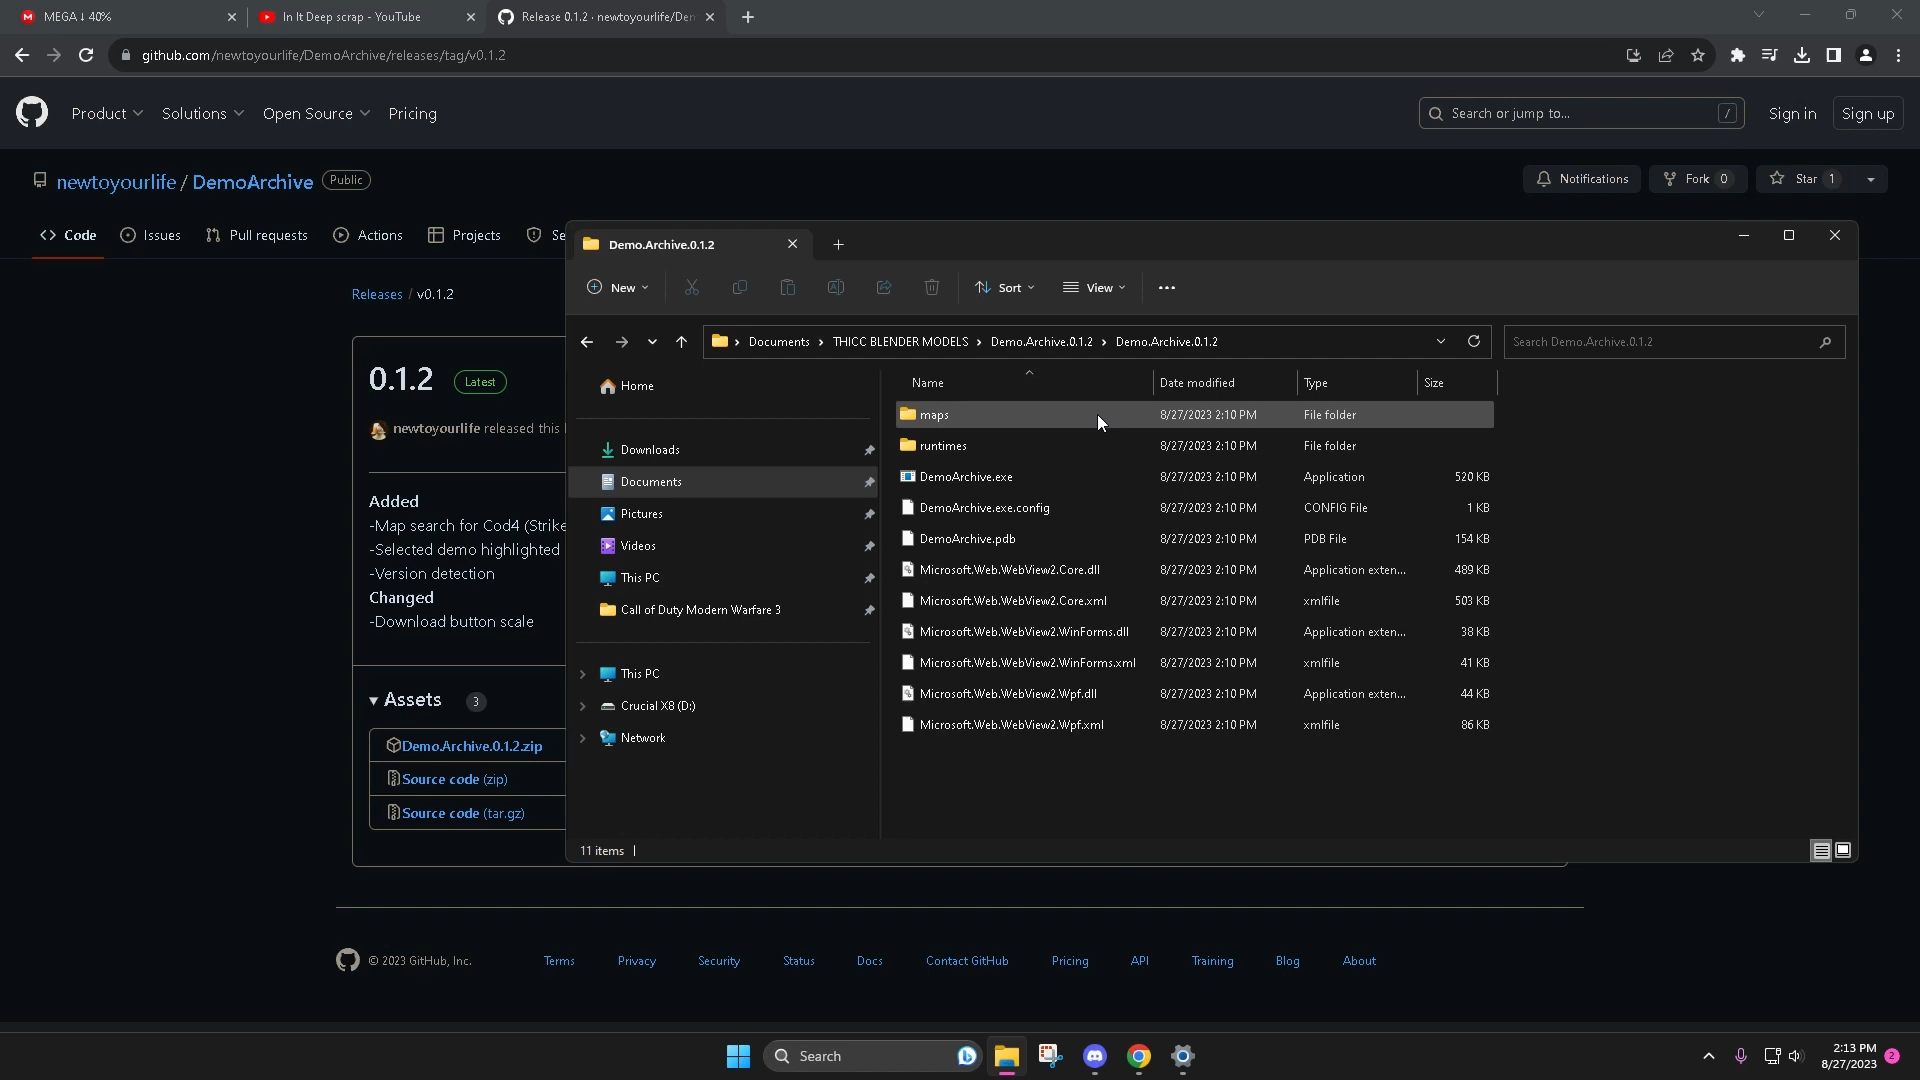 MEGA ↓ 40%
In It Deep scrap - YouTube
Release 0.1.2 · newtoyourlife/Den
github.com/newtoyourlife/DemoArchive/releases/tag/v0.1.2
Product
Solutions
Open Source
Pricing
Search or jump to...
/
Sign in
Sign up
newtoyourlife / DemoArchive
Public
Notifications
Fork 0
Star 1
Code
Issues
Pull requests
Actions
Projects
Se
Demo.Archive.0.1.2
Releases / v0.1.2
New
Sort
View
Documents > THICC BLENDER MODELS > Demo.Archive.0.1.2 > Demo.Archive.0.1.2
Search Demo.Archive.0.1.2
0.1.2
Latest
newtoyourlife released this
Added
-Map search for Cod4 (Strike
-Selected demo highlighted
-Version detection
Changed
-Download button scale
Assets 3
Demo.Archive.0.1.2.zip
Source code (zip)
Source code (tar.gz)
Home
Downloads
Documents
Pictures
Videos
This PC
Call of Duty Modern Warfare 3
This PC
Crucial X8 (D:)
Network
Name Date modified Type Size
maps 8/27/2023 2:10 PM File folder
runtimes 8/27/2023 2:10 PM File folder
DemoArchive.exe 8/27/2023 2:10 PM Application 520 KB
DemoArchive.exe.config 8/27/2023 2:10 PM CONFIG File 1 KB
DemoArchive.pdb 8/27/2023 2:10 PM PDB File 154 KB
Microsoft.Web.WebView2.Core.dll 8/27/2023 2:10 PM Application exten... 489 KB
Microsoft.Web.WebView2.Core.xml 8/27/2023 2:10 PM xmlfile 503 KB
Microsoft.Web.WebView2.WinForms.dll 8/27/2023 2:10 PM Application exten... 38 KB
Microsoft.Web.WebView2.WinForms.xml 8/27/2023 2:10 PM xmlfile 41 KB
Microsoft.Web.WebView2.Wpf.dll 8/27/2023 2:10 PM Application exten... 44 KB
Microsoft.Web.WebView2.Wpf.xml 8/27/2023 2:10 PM xmlfile 86 KB
11 items
© 2023 GitHub, Inc.
Terms
Privacy
Security
Status
Docs
Contact GitHub
Pricing
API
Training
Blog
About
Search
2:13 PM
8/27/2023
2